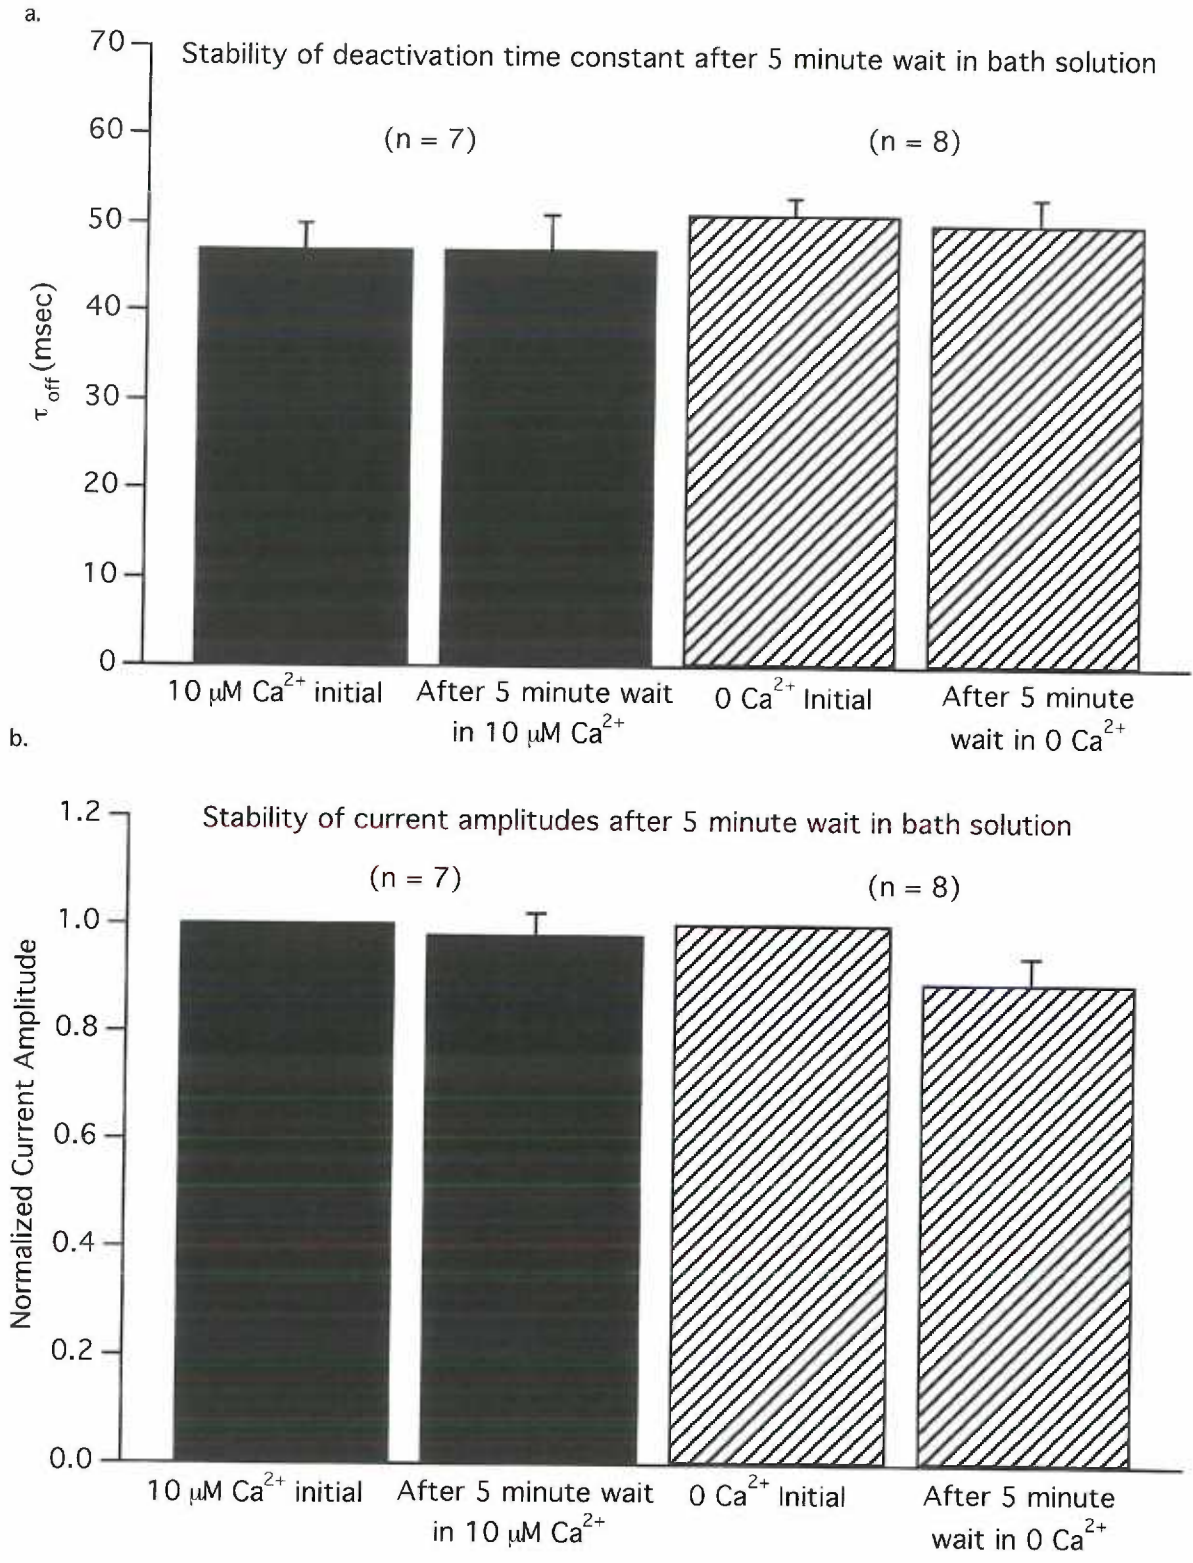 a.
Stability of deactivation time constant after 5 minute wait in bath solution
(n = 7)
(n = 8)
70
60
50
40
30
20
10
0
τ off (msec)
10 μM Ca²⁺ initial
After 5 minute wait
in 10 μM Ca²⁺
0 Ca²⁺ Initial
After 5 minute
wait in 0 Ca²⁺
b.
Stability of current amplitudes after 5 minute wait in bath solution
(n = 7)
(n = 8)
1.2
1.0
0.8
0.6
0.4
0.2
0.0
Normalized Current Amplitude
10 μM Ca²⁺ initial
After 5 minute wait
in 10 μM Ca²⁺
0 Ca²⁺ Initial
After 5 minute
wait in 0 Ca²⁺